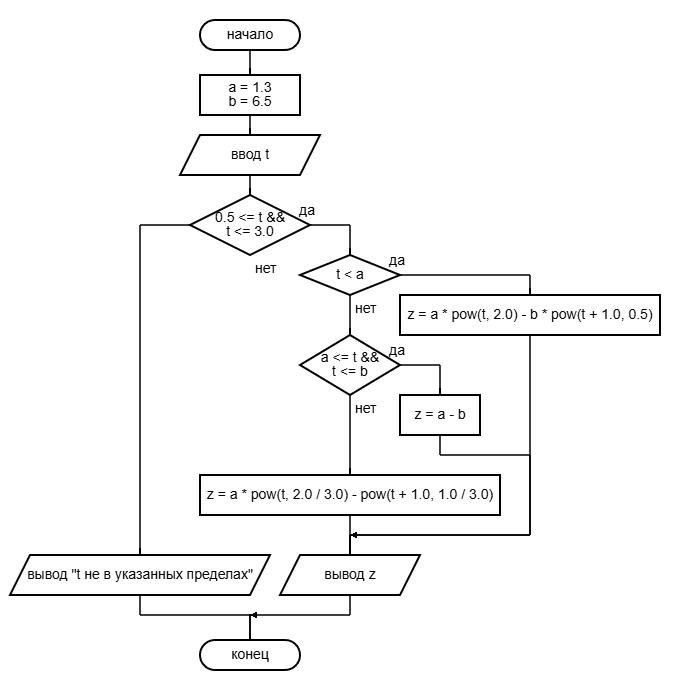 начало
a = 1.3
b = 6.5
ввод t
0.5 <= t &&
t <= 3.0
да
нет
t < a
да
нет
z = a * pow(t, 2.0) - b * pow(t + 1.0, 0.5)
a <= t &&
t <= b
да
нет
z = a - b
z = a * pow(t, 2.0 / 3.0) - pow(t + 1.0, 1.0 / 3.0)
вывод "t не в указанных пределах"
вывод z
конец